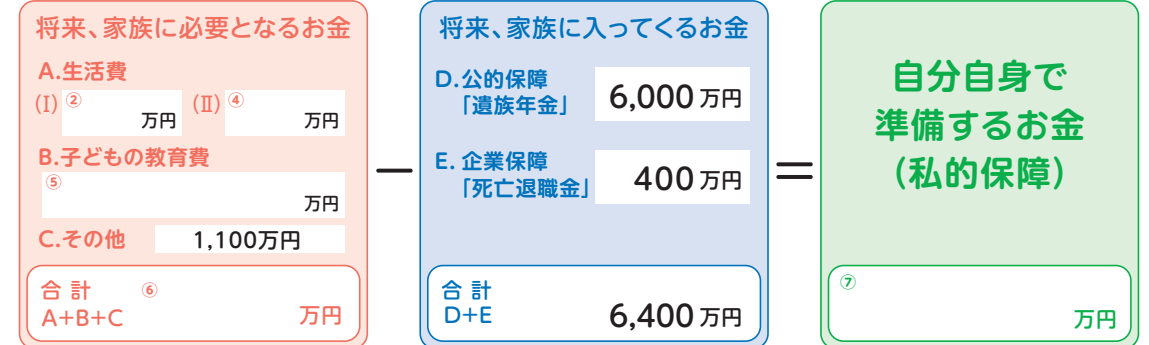 将来、家族に必要となるお金
A.生活費
(Ⅰ) ② 万円 (Ⅱ) ④ 万円
B.子どもの教育費
⑤ 万円
C.その他 1,100万円
合計 ⑥
A+B+C 万円
−
将来、家族に入ってくるお金
D.公的保障
「遺族年金」 6,000万円
E.企業保障
「死亡退職金」 400万円
合計
D+E 6,400万円
=
自分自身で
準備するお金
(私的保障)
⑦
万円